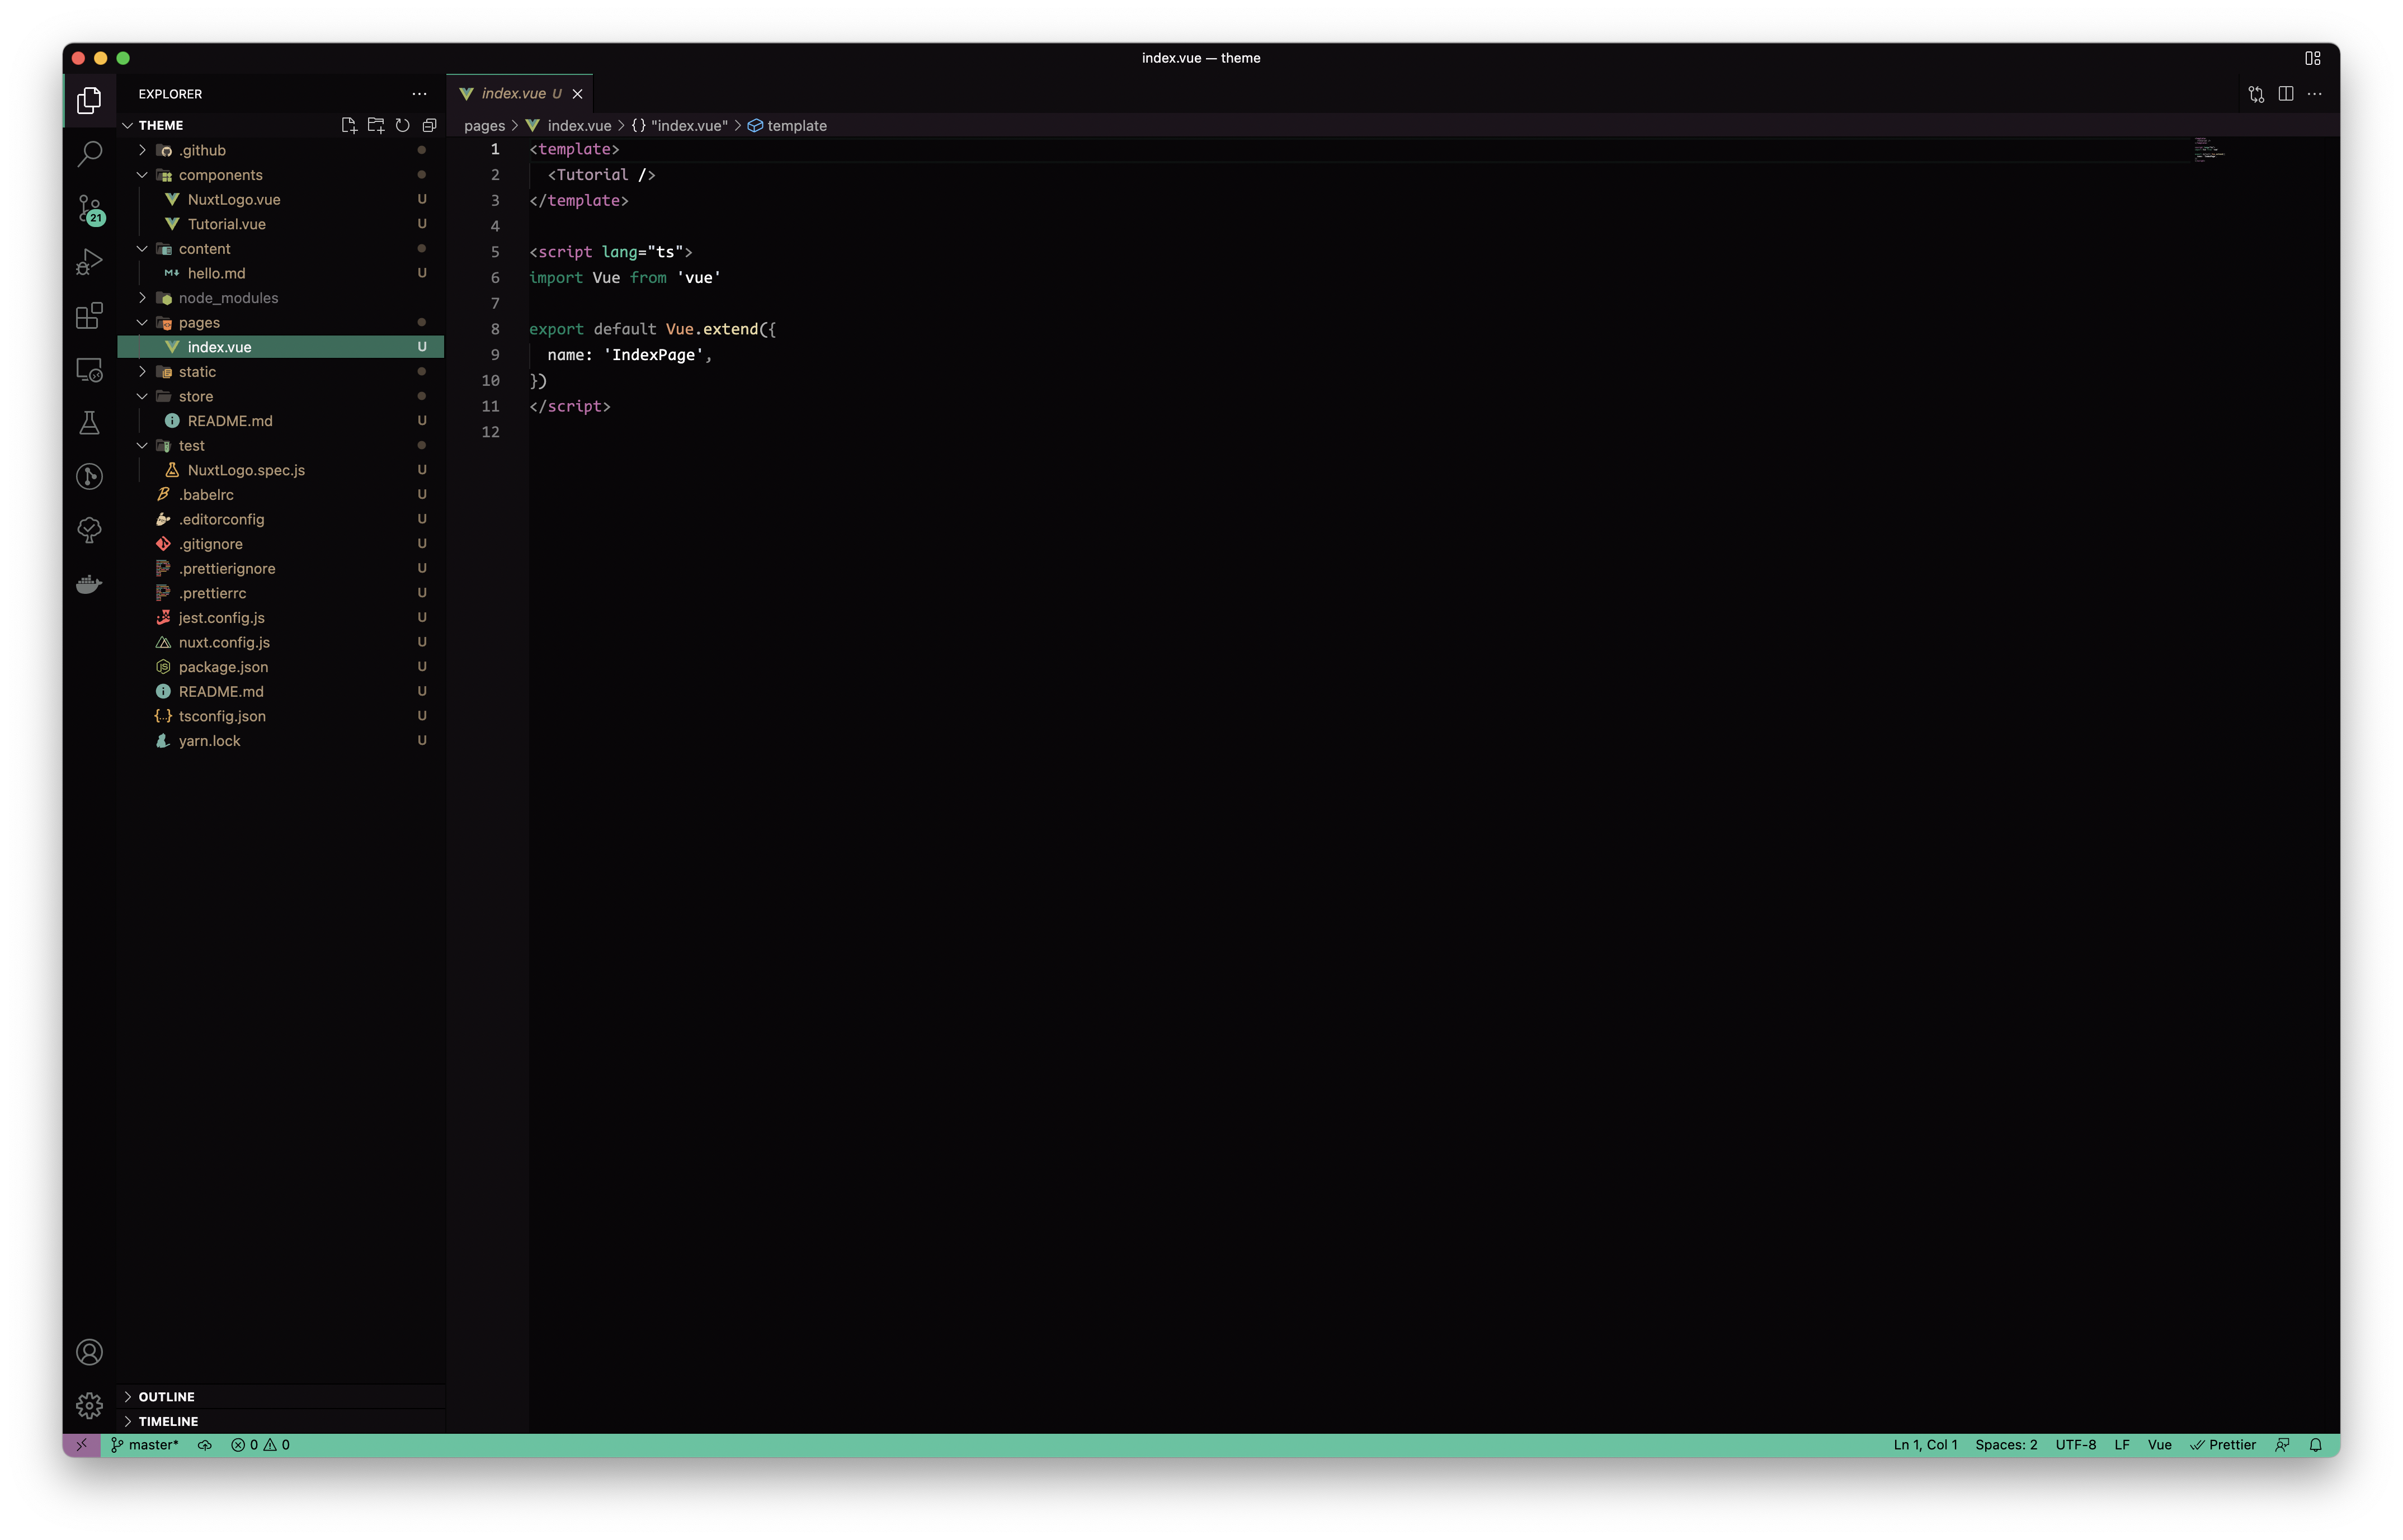 index.vue — theme
EXPLORER
THEME
.github
components
NuxtLogo.vue U
Tutorial.vue U
content
hello.md U
node_modules
pages
index.vue U
static
store
README.md U
test
NuxtLogo.spec.js U
.babelrc U
.editorconfig U
.gitignore U
.prettierignore U
.prettierrc U
jest.config.js U
nuxt.config.js U
package.json U
README.md U
tsconfig.json U
yarn.lock U
OUTLINE
TIMELINE
21
index.vue U
pages > index.vue > {} "index.vue" > template
1 <template>
2   <Tutorial />
3 </template>
4
5 <script lang="ts">
6 import Vue from 'vue'
7
8 export default Vue.extend({
9   name: 'IndexPage',
10 })
11 </script>
12
master* 0 0
Ln 1, Col 1 Spaces: 2 UTF-8 LF Vue Prettier